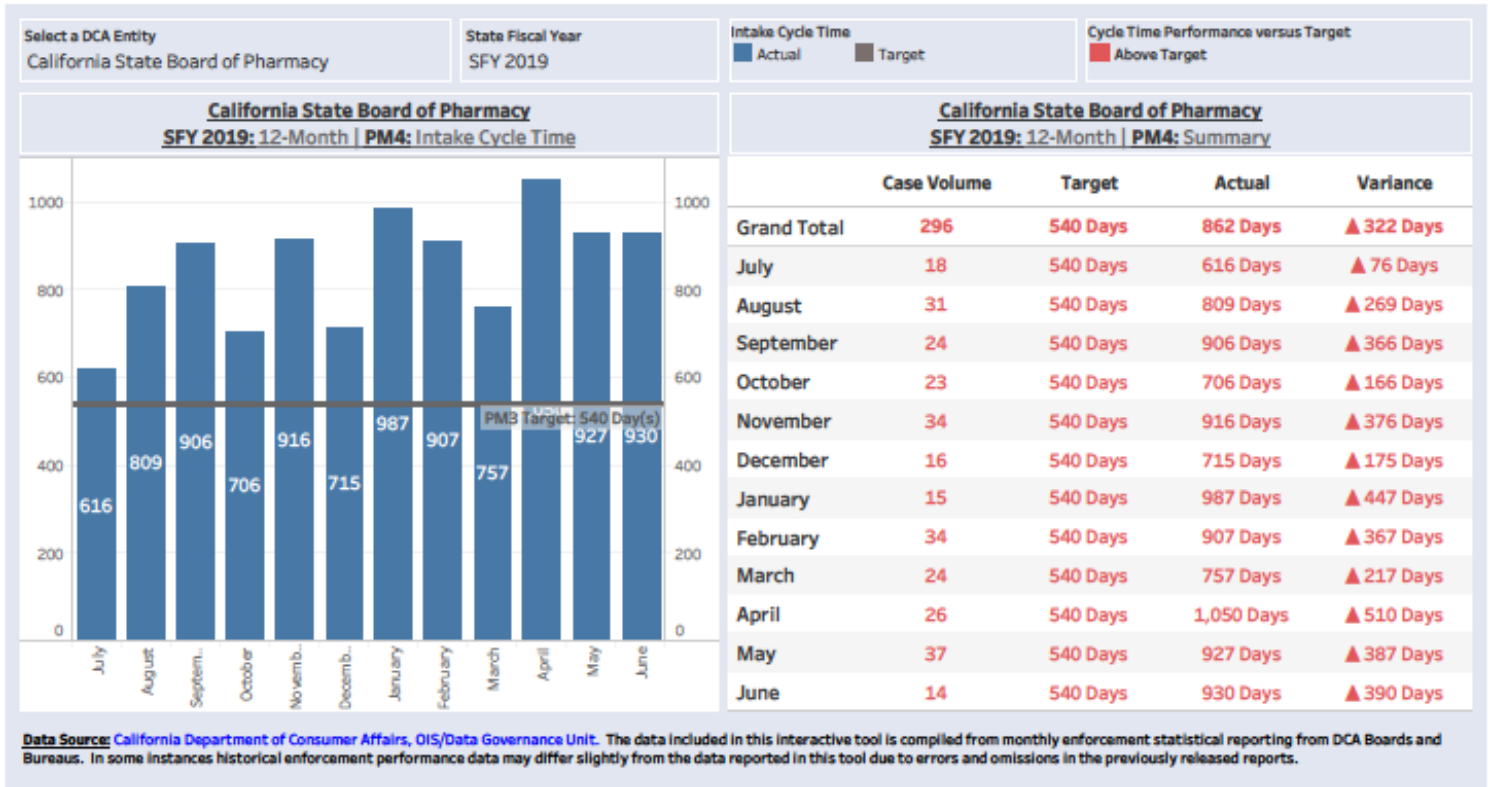 Select a DCA Entity
California State Board of Pharmacy
State Fiscal Year
SFY 2019
Intake Cycle Time
Actual
Target
Cycle Time Performance versus Target
Above Target
California State Board of Pharmacy
SFY 2019: 12-Month | PM4: Intake Cycle Time
1000
800
600
400
200
0
1000
800
600
400
200
0
616
809
906
706
916
715
987
907
757
927
930
PM3 Target: 540 Day(s)
July
August
Septem..
October
Novemb..
Decemb..
January
February
March
April
May
June
California State Board of Pharmacy
SFY 2019: 12-Month | PM4: Summary
Case Volume Target Actual Variance
Grand Total 296 540 Days 862 Days ▲322 Days
July 18 540 Days 616 Days ▲76 Days
August 31 540 Days 809 Days ▲269 Days
September 24 540 Days 906 Days ▲366 Days
October 23 540 Days 706 Days ▲166 Days
November 34 540 Days 916 Days ▲376 Days
December 16 540 Days 715 Days ▲175 Days
January 15 540 Days 987 Days ▲447 Days
February 34 540 Days 907 Days ▲367 Days
March 24 540 Days 757 Days ▲217 Days
April 26 540 Days 1,050 Days ▲510 Days
May 37 540 Days 927 Days ▲387 Days
June 14 540 Days 930 Days ▲390 Days
Data Source: California Department of Consumer Affairs, OIS/Data Governance Unit. The data included in this interactive tool is compiled from monthly enforcement statistical reporting from DCA Boards and
Bureaus. In some instances historical enforcement performance data may differ slightly from the data reported in this tool due to errors and omissions in the previously released reports.